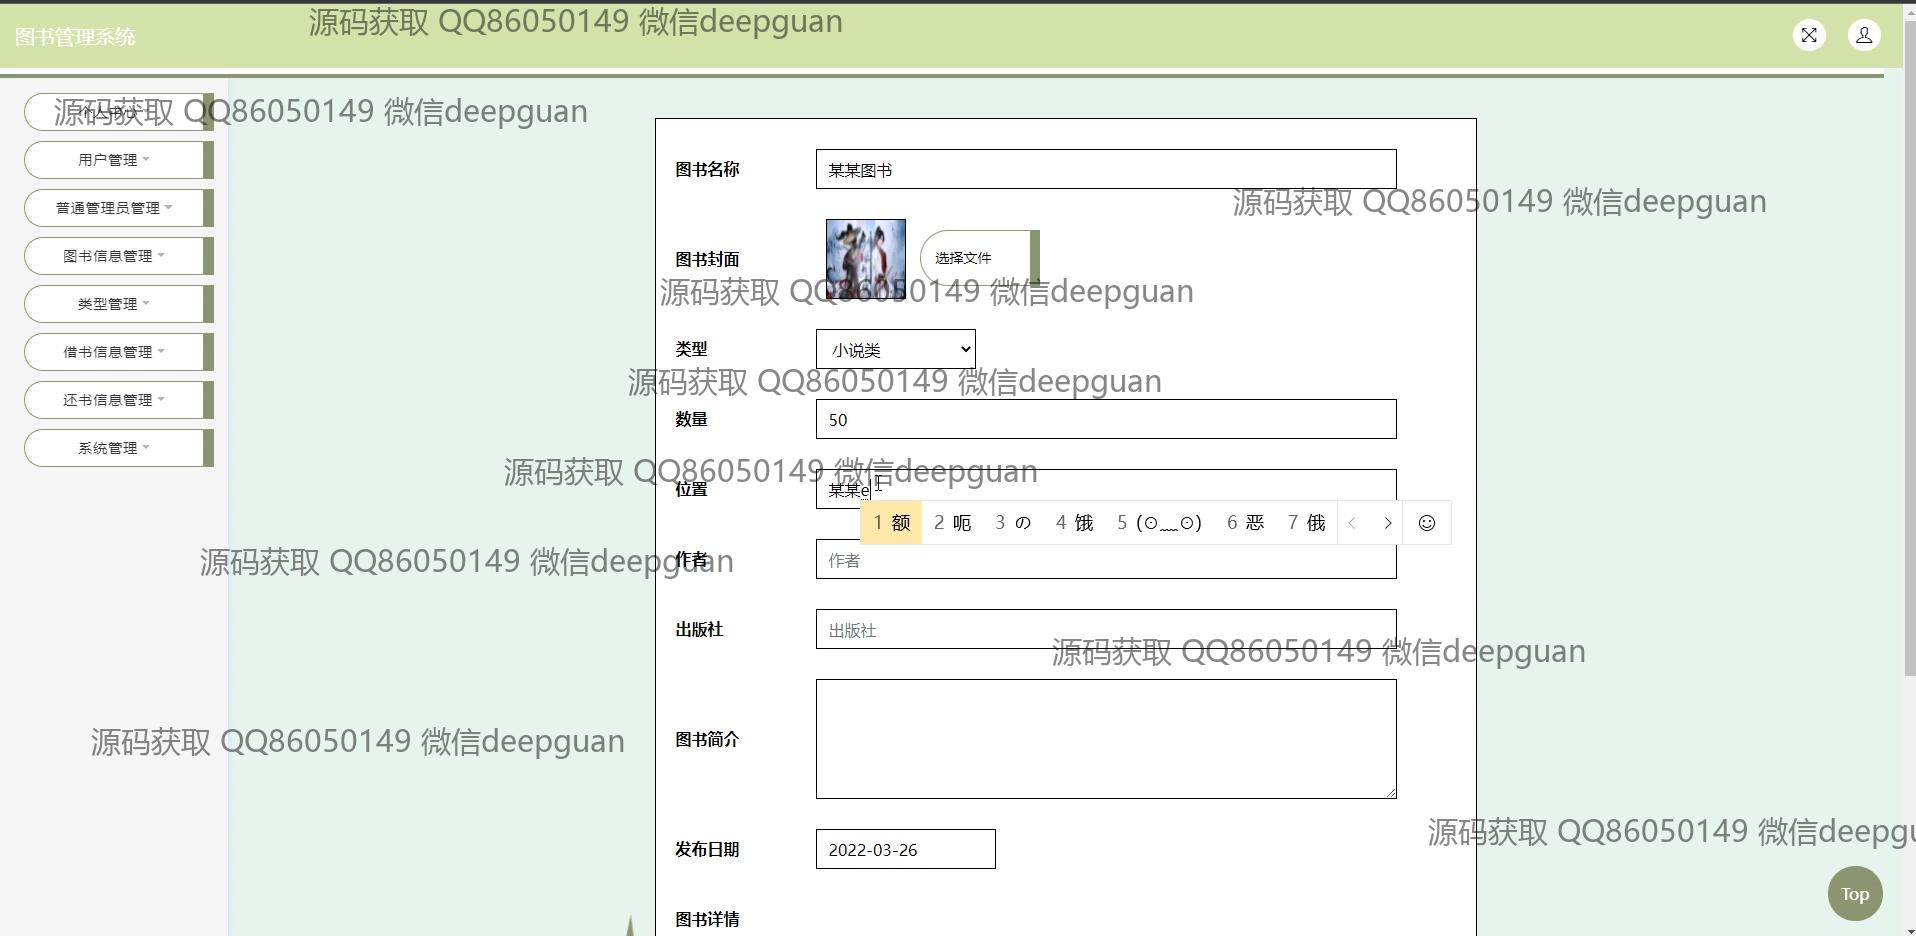 源码获取 QQ86050149 微信deepguan
图书管理系统
源码获取 QQ86050149 微信deepguan
个人中心
用户管理
普通管理员管理
图书信息管理
类型管理
借书信息管理
还书信息管理
系统管理
图书名称 某某图书
源码获取 QQ86050149 微信deepguan
图书封面 选择文件
源码获取 QQ86050149 微信deepguan
类型 小说类
源码获取 QQ86050149 微信deepguan
数量 50
源码获取 QQ86050149 微信deepguan
位置 某某e
1 额 2 呃 3 の 4 饿 5 (⊙﹏⊙) 6 恶 7 俄
源码获取 QQ86050149 微信deepguan
作者 作者
出版社 出版社
源码获取 QQ86050149 微信deepguan
图书简介
源码获取 QQ86050149 微信deepguan
源码获取 QQ86050149 微信deepgu
发布日期 2022-03-26
Top
图书详情